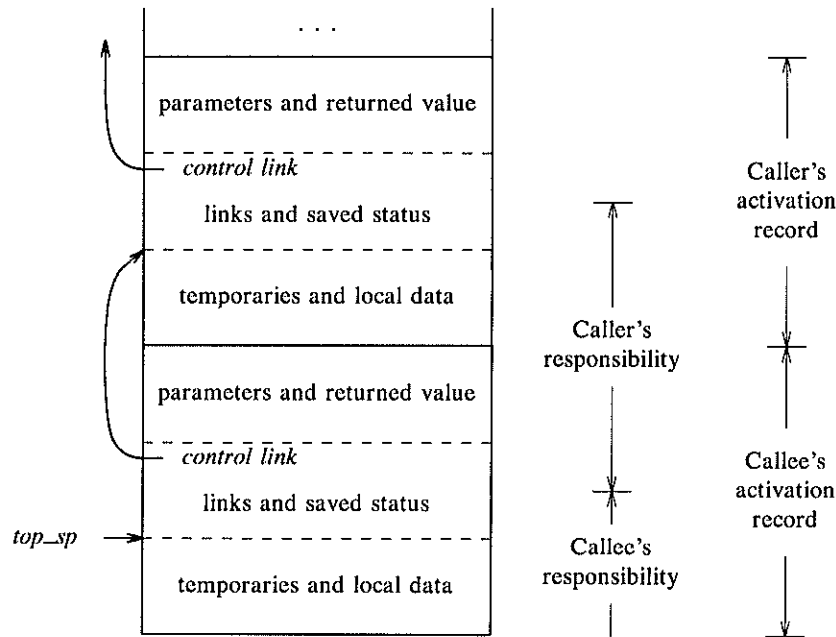 . . .
parameters and returned value
control link
links and saved status
temporaries and local data
parameters and returned value
control link
links and saved status
top_sp
temporaries and local data
Caller's
responsibility
Callee's
responsibility
Caller's
activation
record
Callee's
activation
record